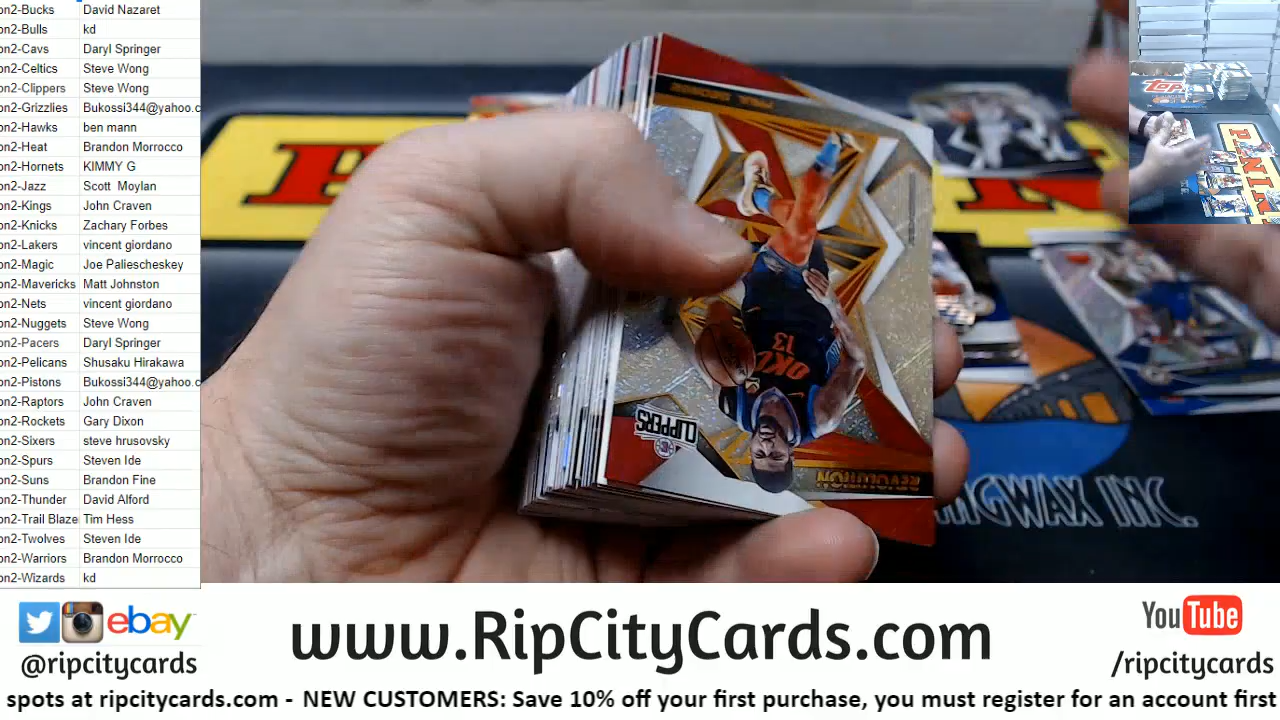 on2-Bucks David Nazaret
on2-Bulls kd
on2-Cavs Daryl Springer
on2-Celtics Steve Wong
on2-Clippers Steve Wong
on2-Grizzlies Bukossi344@yahoo.c
on2-Hawks ben mann
on2-Heat Brandon Morrocco
on2-Hornets KIMMY G
on2-Jazz Scott Moylan
on2-Kings John Craven
on2-Knicks Zachary Forbes
on2-Lakers vincent giordano
on2-Magic Joe Paliescheskey
on2-Mavericks Matt Johnston
on2-Nets vincent giordano
on2-Nuggets Steve Wong
on2-Pacers Daryl Springer
on2-Pelicans Shusaku Hirakawa
on2-Pistons Bukossi344@yahoo.c
on2-Raptors John Craven
on2-Rockets Gary Dixon
on2-Sixers steve hrusovsky
on2-Spurs Steven Ide
on2-Suns Brandon Fine
on2-Thunder David Alford
on2-Trail Blaze Tim Hess
on2-Twolves Steven Ide
on2-Warriors Brandon Morrocco
on2-Wizards kd
PAUL GEORGE
OKC
13
CLIPPERS
REVOLUTION
NGWAX INC.
Topps
PANINI
ebay
@ripcitycards
www.RipCityCards.com
YouTube
/ripcitycards
spots at ripcitycards.com - NEW CUSTOMERS: Save 10% off your first purchase, you must register for an account first